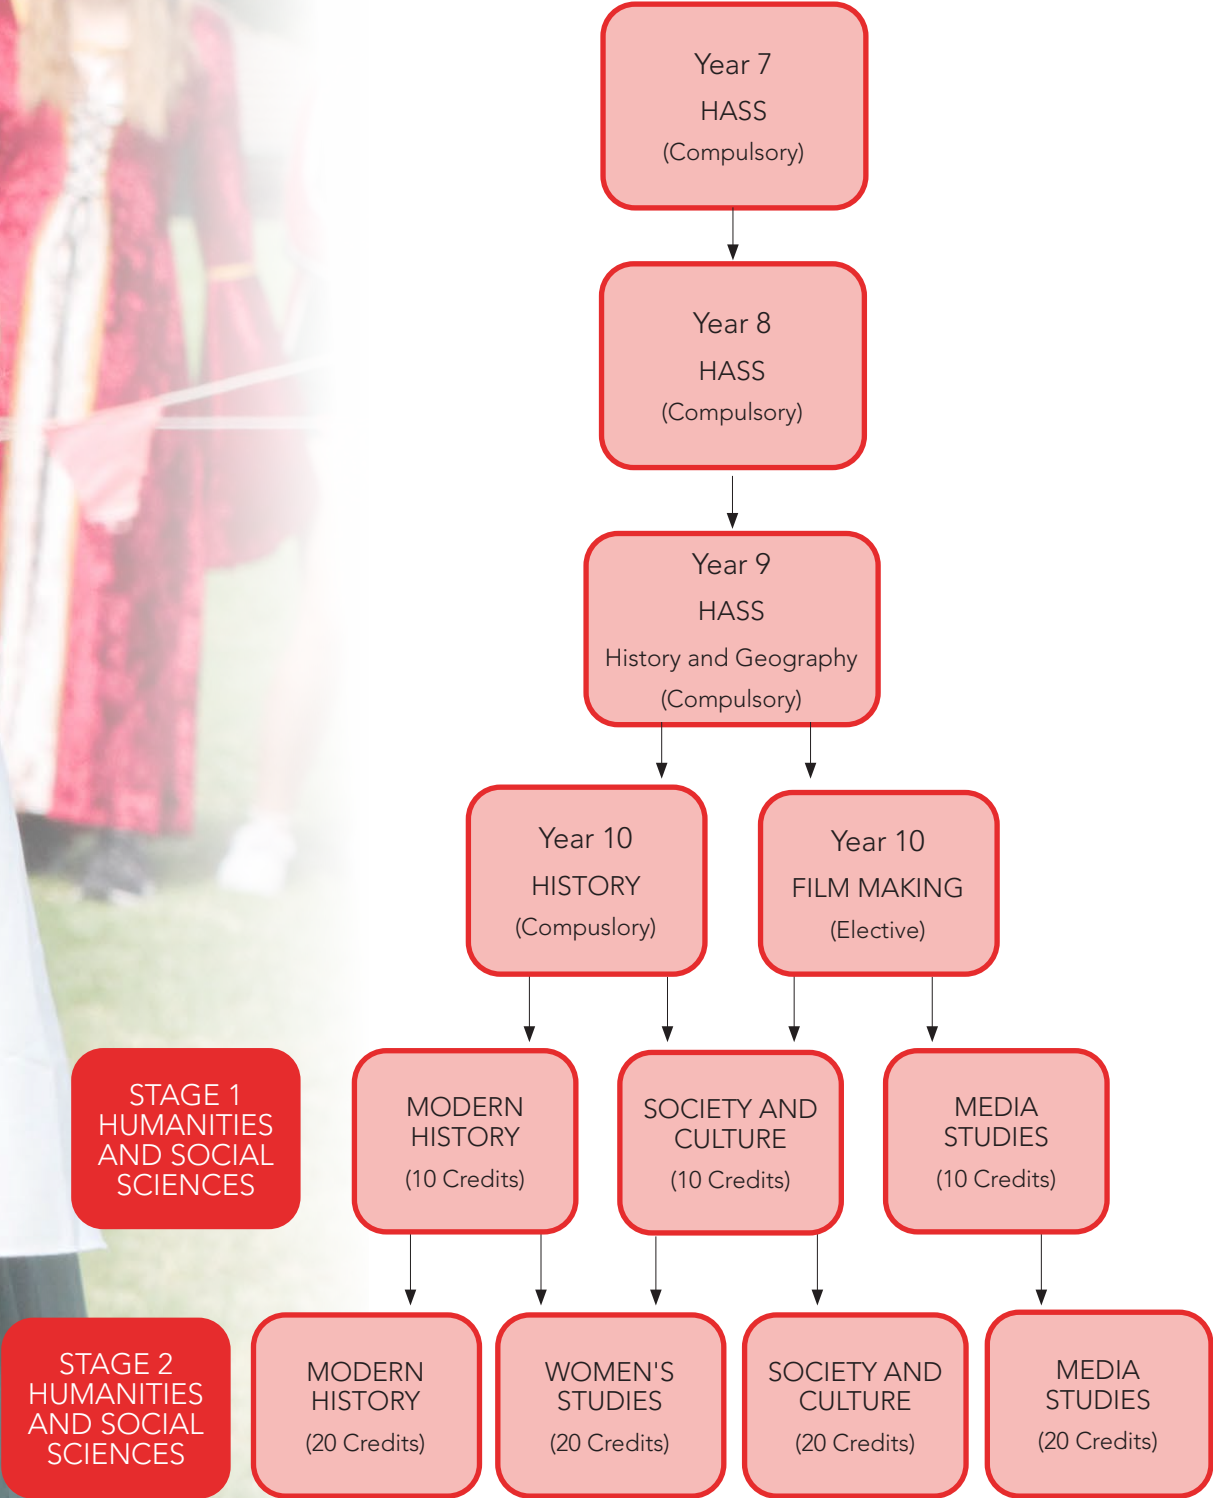 Year 7
HASS
(Compulsory)
Year 8
HASS
(Compulsory)
Year 9
HASS
History and Geography
(Compulsory)
Year 10
HISTORY
(Compuslory)
Year 10
FILM MAKING
(Elective)
STAGE 1
HUMANITIES
AND SOCIAL
SCIENCES
MODERN
HISTORY
(10 Credits)
SOCIETY AND
CULTURE
(10 Credits)
MEDIA
STUDIES
(10 Credits)
STAGE 2
HUMANITIES
AND SOCIAL
SCIENCES
MODERN
HISTORY
(20 Credits)
WOMEN'S
STUDIES
(20 Credits)
SOCIETY AND
CULTURE
(20 Credits)
MEDIA
STUDIES
(20 Credits)